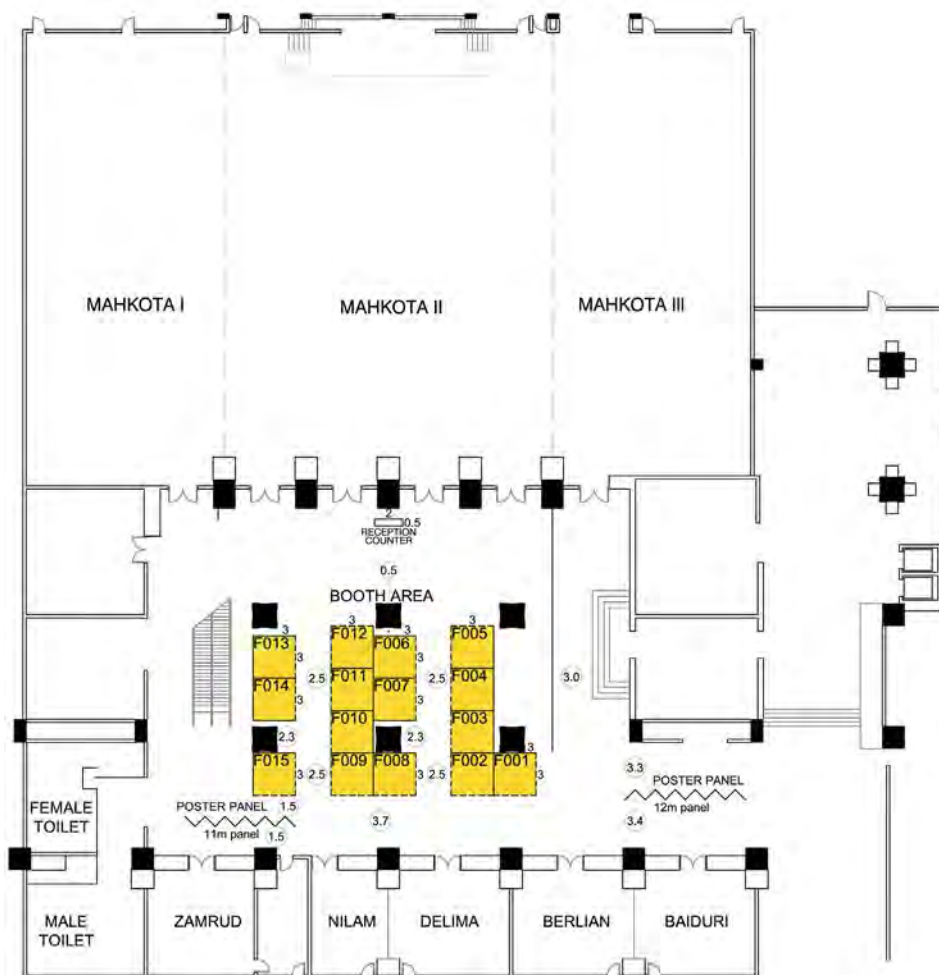 MAHKOTA I
MAHKOTA II
MAHKOTA III
2
0.5
RECEPTION
COUNTER
0.5
BOOTH AREA
3
F012
3
F005
3
F013
3
F006
3
3
F011
2.5
2.5
F004
3.0
F014
3
F007
3
F010
F003
2.3
2.3
3
F015
3
2.5
F009
F008
3
2.5
F002
F001
3
3.3
POSTER PANEL
1.5
11m panel
1.5
3.7
POSTER PANEL
12m panel
3.4
FEMALE
TOILET
MALE
TOILET
ZAMRUD
NILAM
DELIMA
BERLIAN
BAIDURI